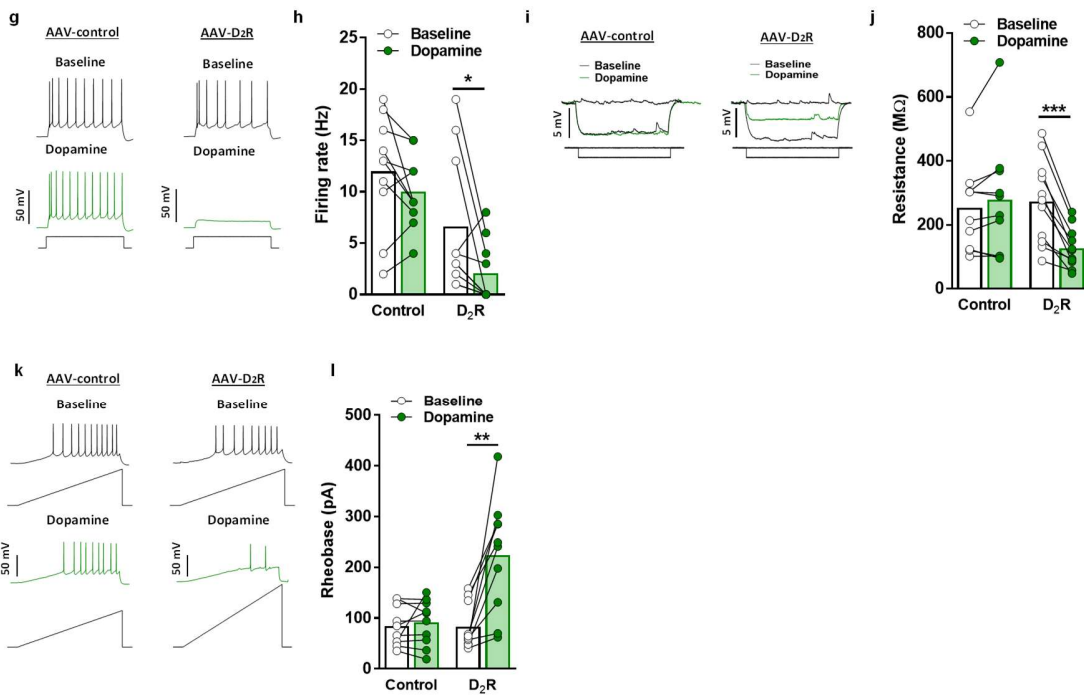 g
AAV-control
AAV-D2R
Baseline
Baseline
Dopamine
Dopamine
50 mV
50 mV
h
Baseline
Dopamine
Firing rate (Hz)
25
20
15
10
5
0
*
Control
D2R
i
AAV-control
AAV-D2R
Baseline
Dopamine
Baseline
Dopamine
5 mV
5 mV
j
Baseline
Dopamine
Resistance (MΩ)
800
600
400
200
0
***
Control
D2R
k
AAV-control
AAV-D2R
Baseline
Baseline
Dopamine
Dopamine
50 mV
50 mV
l
Baseline
Dopamine
Rheobase (pA)
500
400
300
200
100
0
**
Control
D2R